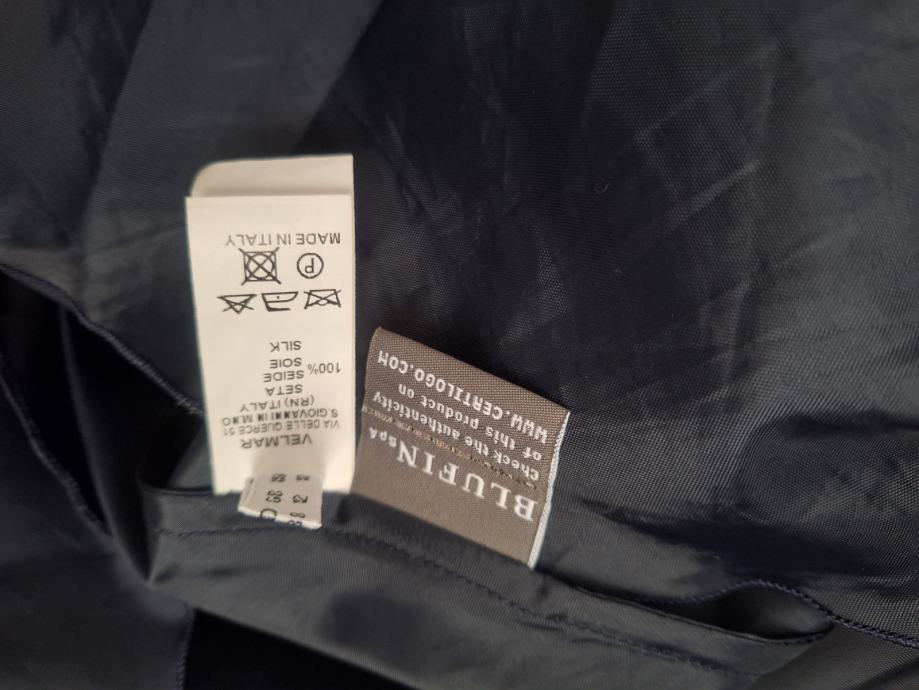 VELMAR
VIA DELLE QUERCE 51
S.GIOVANNI IN M.NO
(RN) ITALY
SETA
100% SEIDE
SOIE
SILK
P
MADE IN ITALY
BLUFIN SpA
Check the authenticity
of this product on
WWW.CERTILOGO.COM